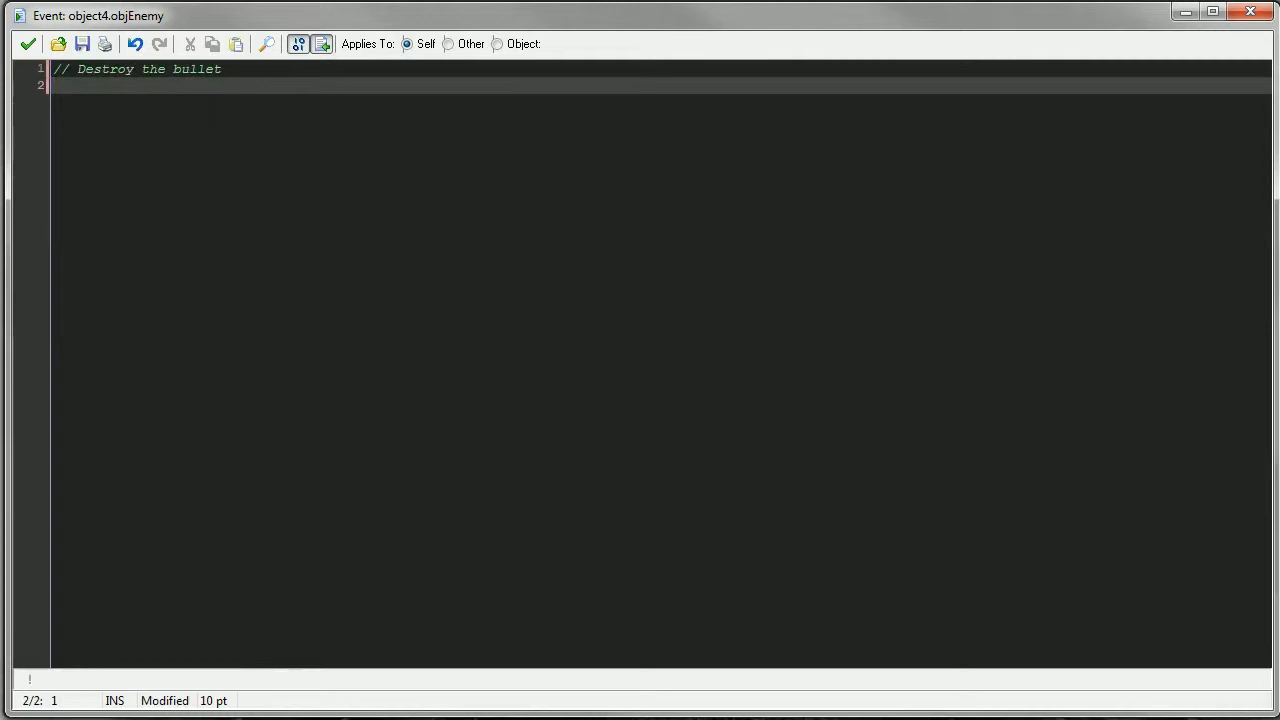 Event: object4.objEnemy
Applies To: Self Other Object:
1 // Destroy the bullet
2
!
2/2: 1 INS Modified 10 pt